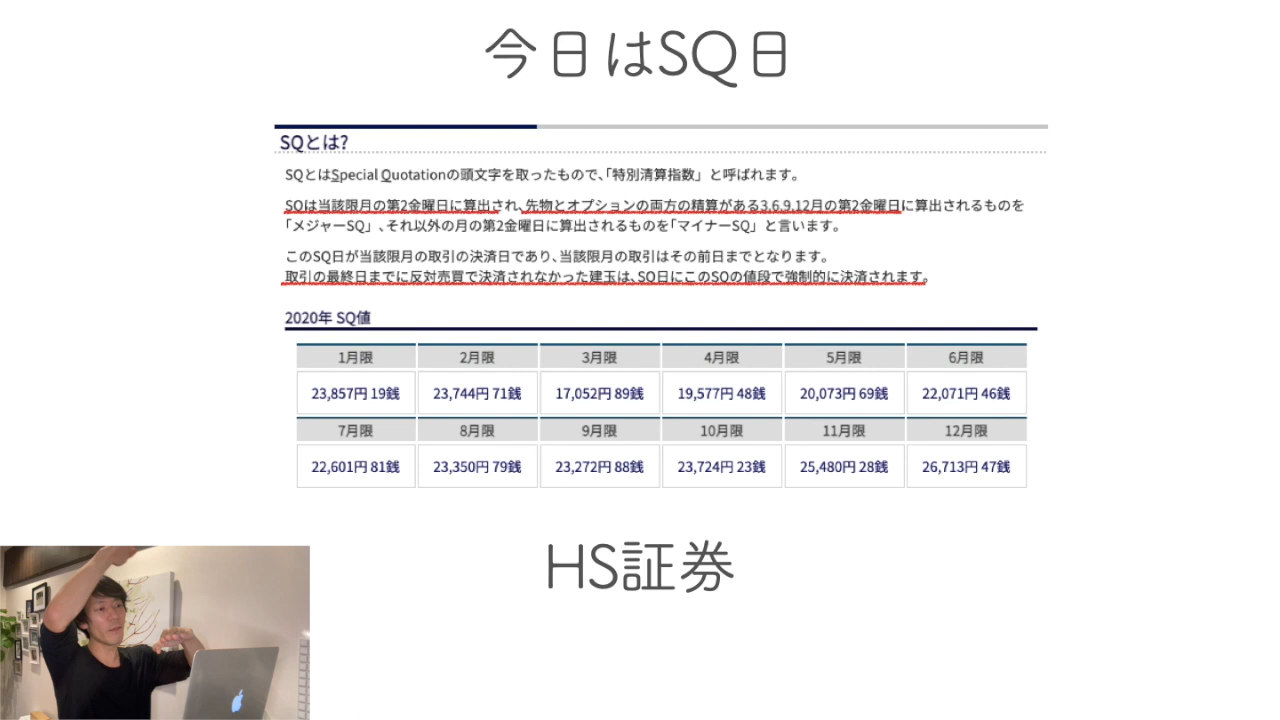 今日はSQ日
SQとは?
SQとはSpecial Quotationの頭文字を取ったもので、「特別清算指数」と呼ばれます。
SQは当該限月の第2金曜日に算出され、先物とオプションの両方の精算がある3,6,9,12月の第2金曜日に算出されるものを
「メジャーSQ」、それ以外の月の第2金曜日に算出されるものを「マイナーSQ」と言います。
このSQ日が当該限月の取引の決済日であり、当該限月の取引はその前日までとなります。
取引の最終日までに反対売買で決済されなかった建玉は、SQ日にこのSQの値段で強制的に決済されます。
2020年 SQ値
1月限 2月限 3月限 4月限 5月限 6月限
23,857円 19銭 23,744円 71銭 17,052円 89銭 19,577円 48銭 20,073円 69銭 22,071円 46銭
7月限 8月限 9月限 10月限 11月限 12月限
22,601円 81銭 23,350円 79銭 23,272円 88銭 23,724円 23銭 25,480円 28銭 26,713円 47銭
HS証券